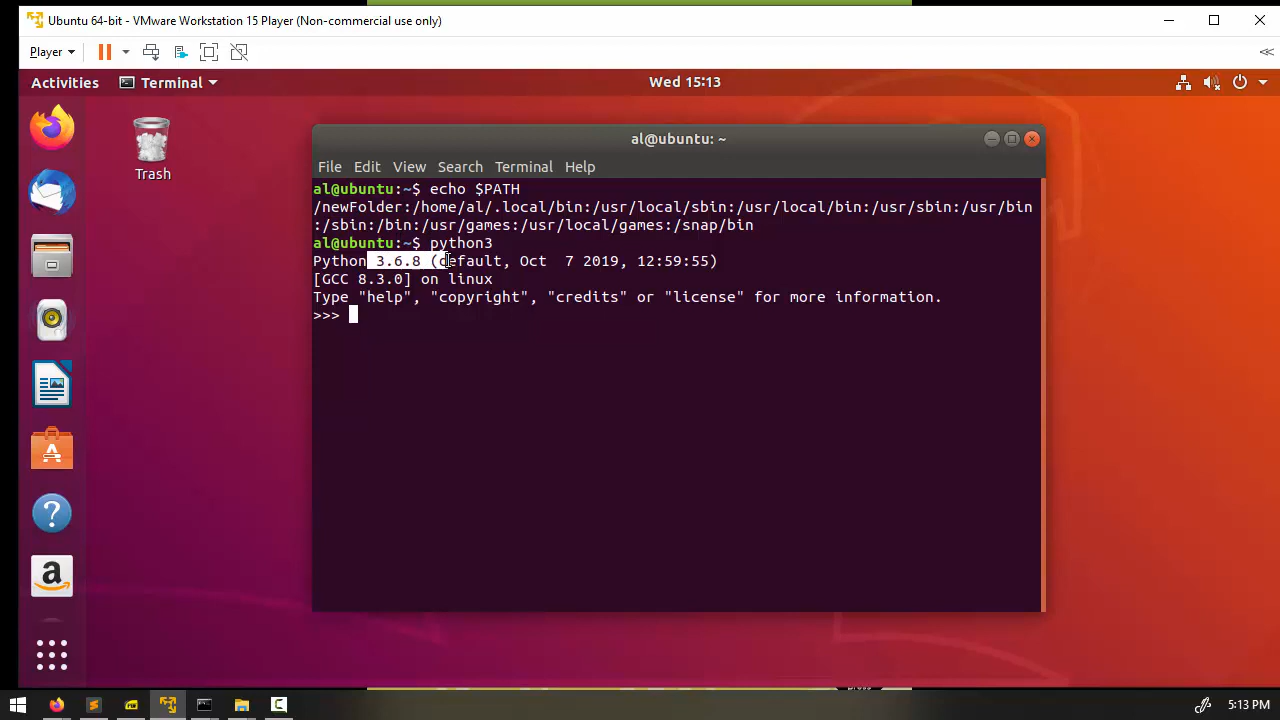 Ubuntu 64-bit - VMware Workstation 15 Player (Non-commercial use only)
Player
Activities
Terminal
Wed 15:13
Trash
al@ubuntu: ~
File Edit View Search Terminal Help
al@ubuntu:~$ echo $PATH
/newFolder:/home/al/.local/bin:/usr/local/sbin:/usr/local/bin:/usr/sbin:/usr/bin
:/sbin:/bin:/usr/games:/usr/local/games:/snap/bin
al@ubuntu:~$ python3
Python 3.6.8 (default, Oct  7 2019, 12:59:55)
[GCC 8.3.0] on linux
Type "help", "copyright", "credits" or "license" for more information.
>>>
5:13 PM